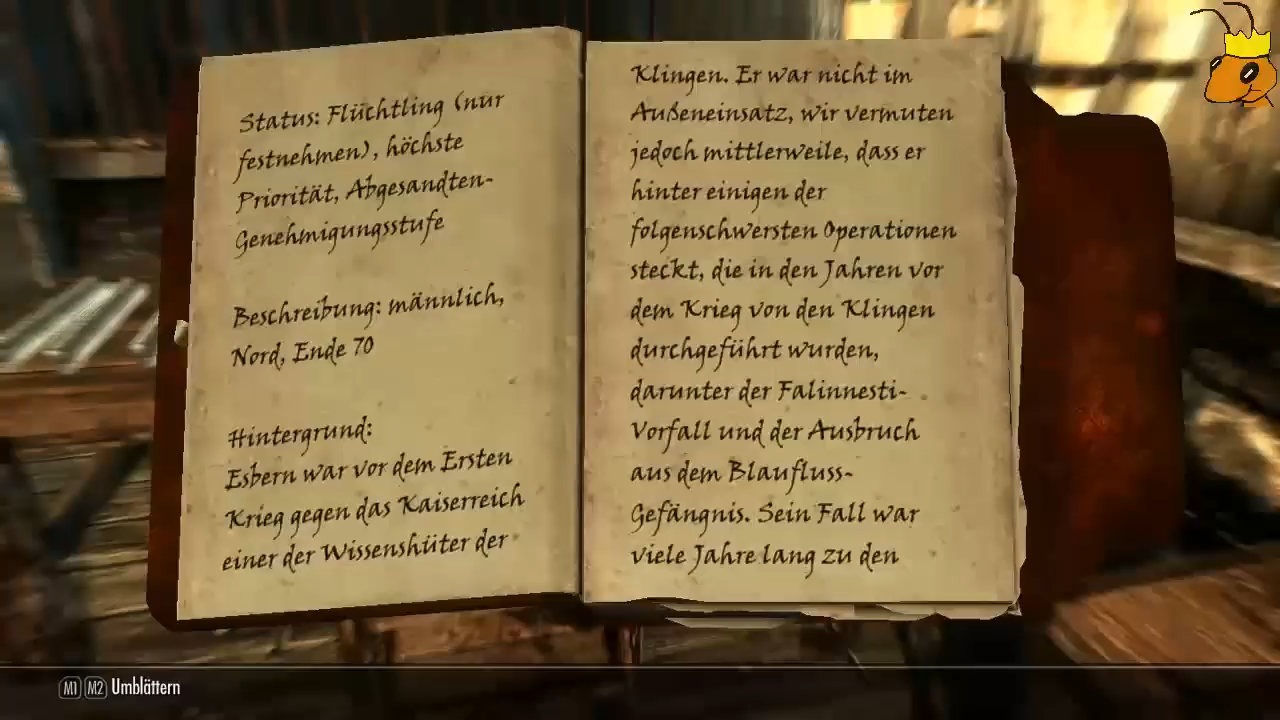 Status: Flüchtling (nur
festnehmen), höchste
Priorität, Abgesandten-
Genehmigungsstufe
Beschreibung: männlich,
Nord, Ende 70
Hintergrund:
Esbern war vor dem Ersten
Krieg gegen das Kaiserreich
einer der Wissenshüter der
Klingen. Er war nicht im
Außeneinsatz, wir vermuten
jedoch mittlerweile, dass er
hinter einigen der
folgenschwersten Operationen
steckt, die in den Jahren vor
dem Krieg von den Klingen
durchgeführt wurden,
darunter der Falinnesti-
Vorfall und der Ausbruch
aus dem Blaufluss-
Gefängnis. Sein Fall war
viele Jahre lang zu den
M1 M2 Umblättern